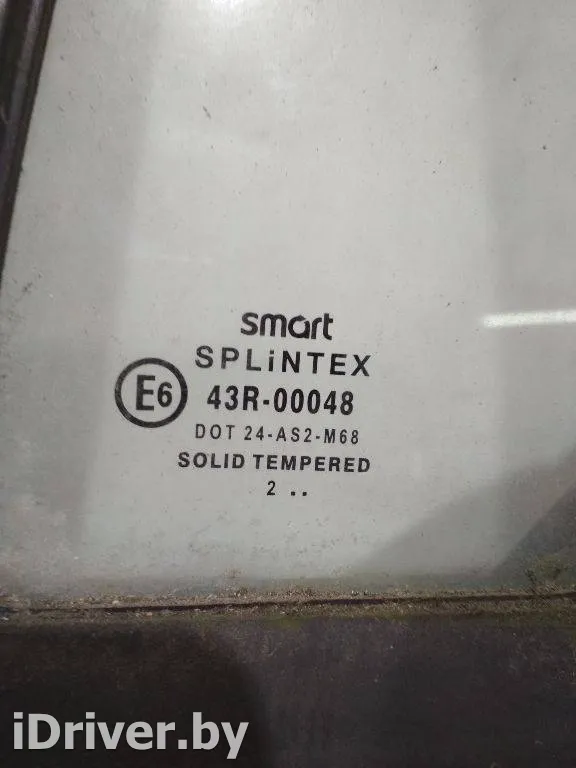 smart
SPLiNTEX
E6 43R-00048
DOT 24-AS2-M68
SOLID TEMPERED
2 ..
iDriver.by